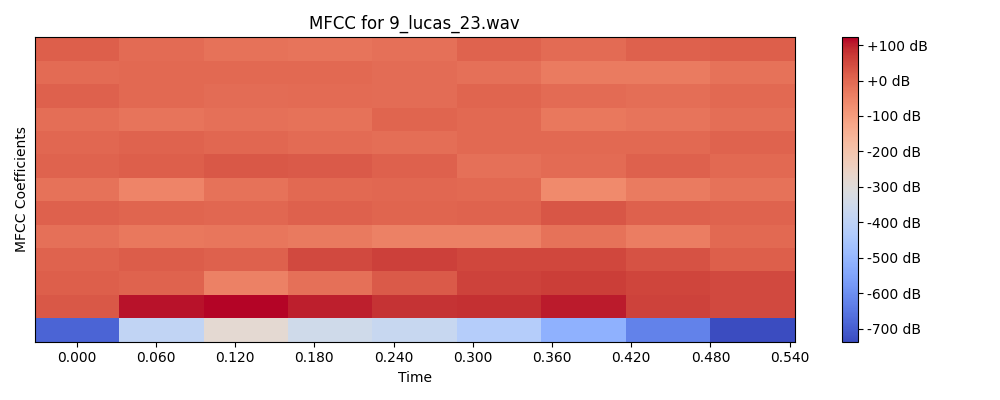 MFCC for 9_lucas_23.wav
MFCC Coefficients
0.000 0.060 0.120 0.180 0.240 0.300 0.360 0.420 0.480 0.540
Time
+100 dB
+0 dB
-100 dB
-200 dB
-300 dB
-400 dB
-500 dB
-600 dB
-700 dB